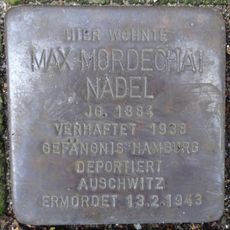 HIER WOHNTE
MAX MORDECHAI
NADEL
JG. 1884
VERHAFTET 1938
GEFÄNGNIS HAMBURG
DEPORTIERT
AUSCHWITZ
ERMORDET 13.2.1943